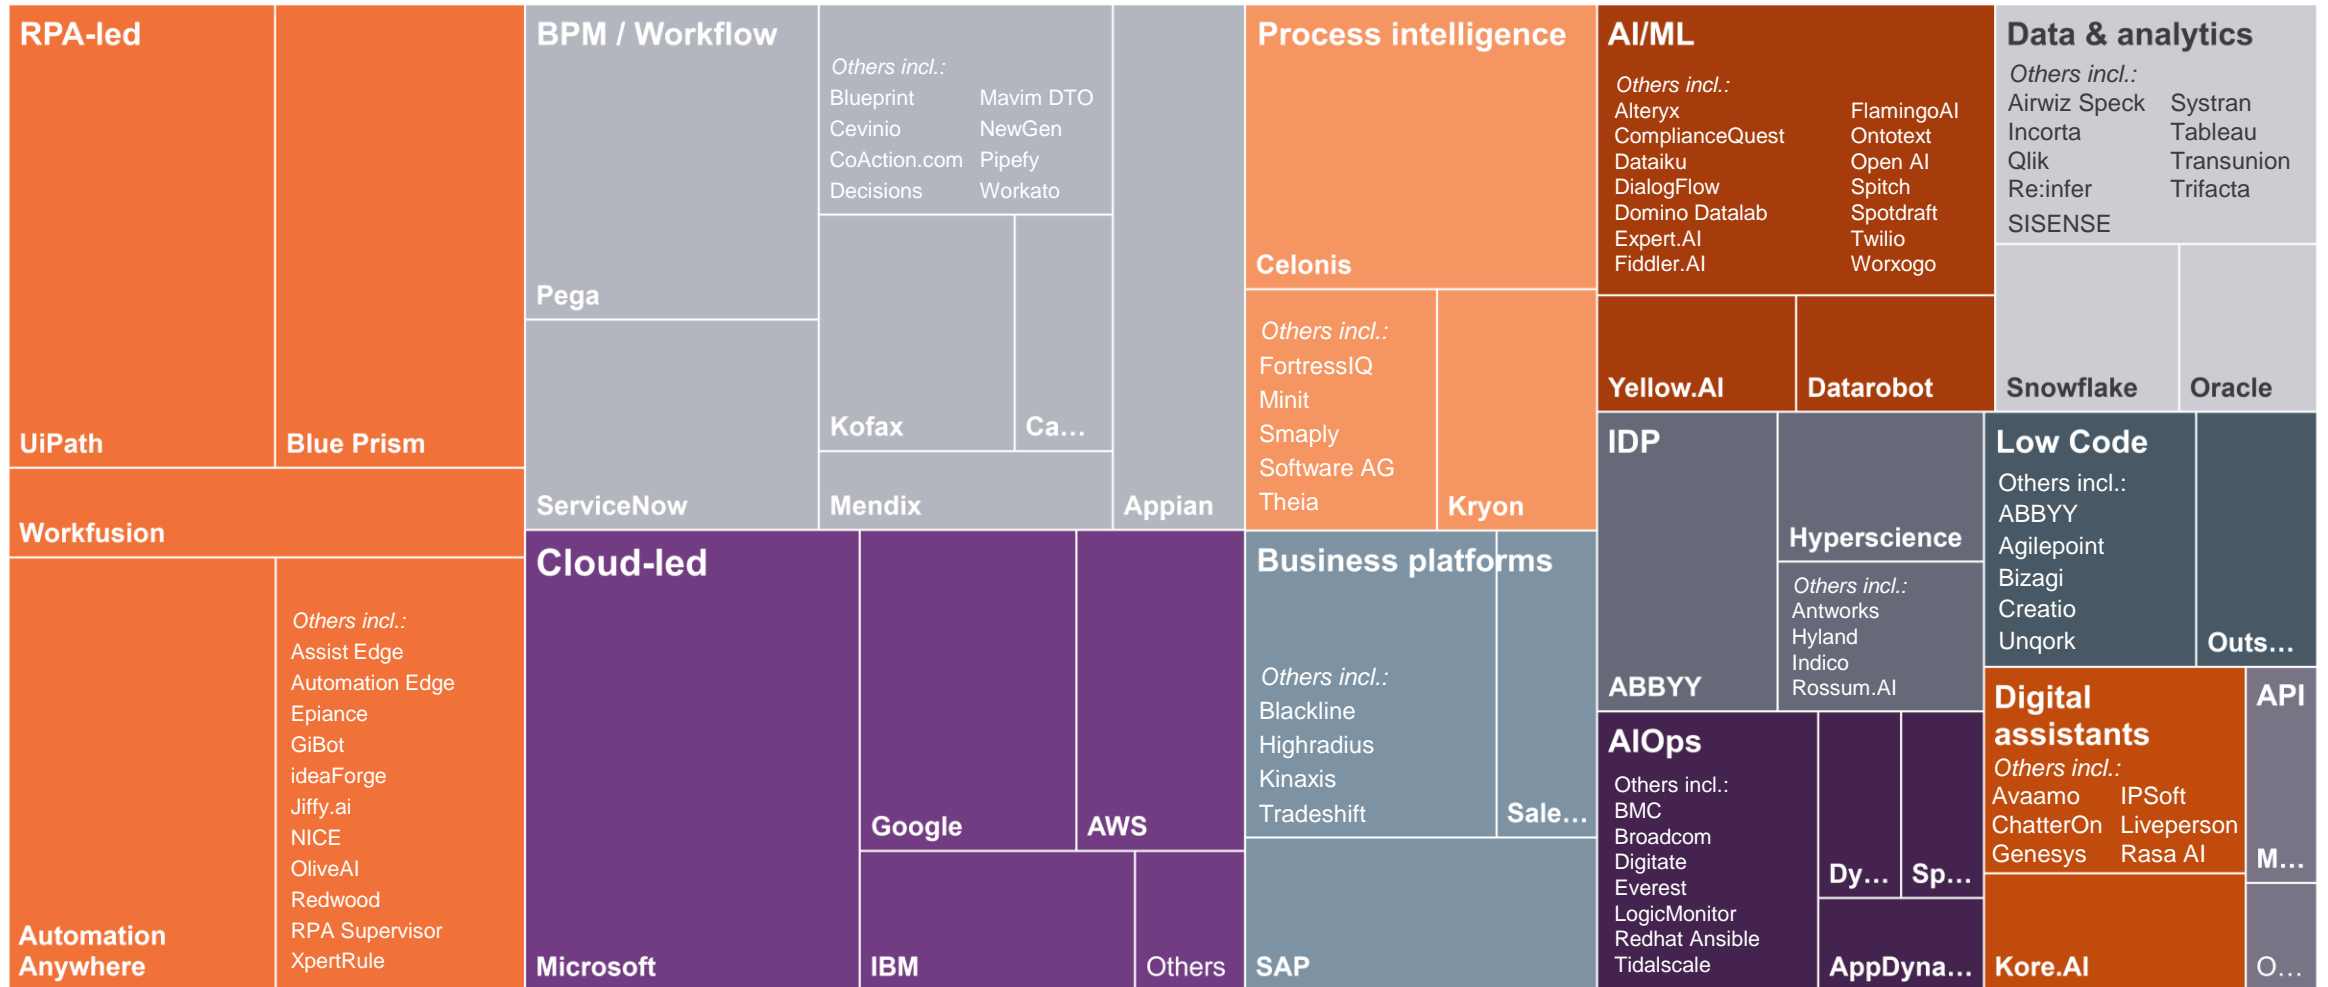 RPA-led
UiPath
Blue Prism
Workfusion
Automation
Anywhere
Others incl.:
Assist Edge
Automation Edge
Epiance
GiBot
ideaForge
Jiffy.ai
NICE
OliveAI
Redwood
RPA Supervisor
XpertRule
BPM / Workflow
Pega
ServiceNow
Others incl.:
Blueprint Mavim DTO
Cevinio NewGen
CoAction.com Pipefy
Decisions Workato
Kofax
Ca...
Mendix
Appian
Cloud-led
Microsoft
Google
AWS
IBM
Others
Process intelligence
Celonis
Others incl.:
FortressIQ
Minit
Smaply
Software AG
Theia
Kryon
Business platforms
Others incl.:
Blackline
Highradius
Kinaxis
Tradeshift
Sale...
SAP
AI/ML
Others incl.:
Alteryx FlamingoAI
ComplianceQuest Ontotext
Dataiku Open AI
DialogFlow Spitch
Domino Datalab Spotdraft
Expert.AI Twilio
Fiddler.AI Worxogo
Yellow.AI
Datarobot
Data & analytics
Others incl.:
Airwiz Speck Systran
Incorta Tableau
Qlik Transunion
Re:infer Trifacta
SISENSE
Snowflake
Oracle
IDP
ABBYY
Hyperscience
Others incl.:
Antworks
Hyland
Indico
Rossum.AI
Low Code
Others incl.:
ABBYY
Agilepoint
Bizagi
Creatio
Unqork
Outs...
AIOps
Others incl.:
BMC
Broadcom
Digitate
Everest
LogicMonitor
Redhat Ansible
Tidalscale
Dy...
Sp...
AppDyna...
Digital
assistants
Others incl.:
Avaamo IPSoft
ChatterOn Liveperson
Genesys Rasa AI
Kore.AI
API
M...
O...